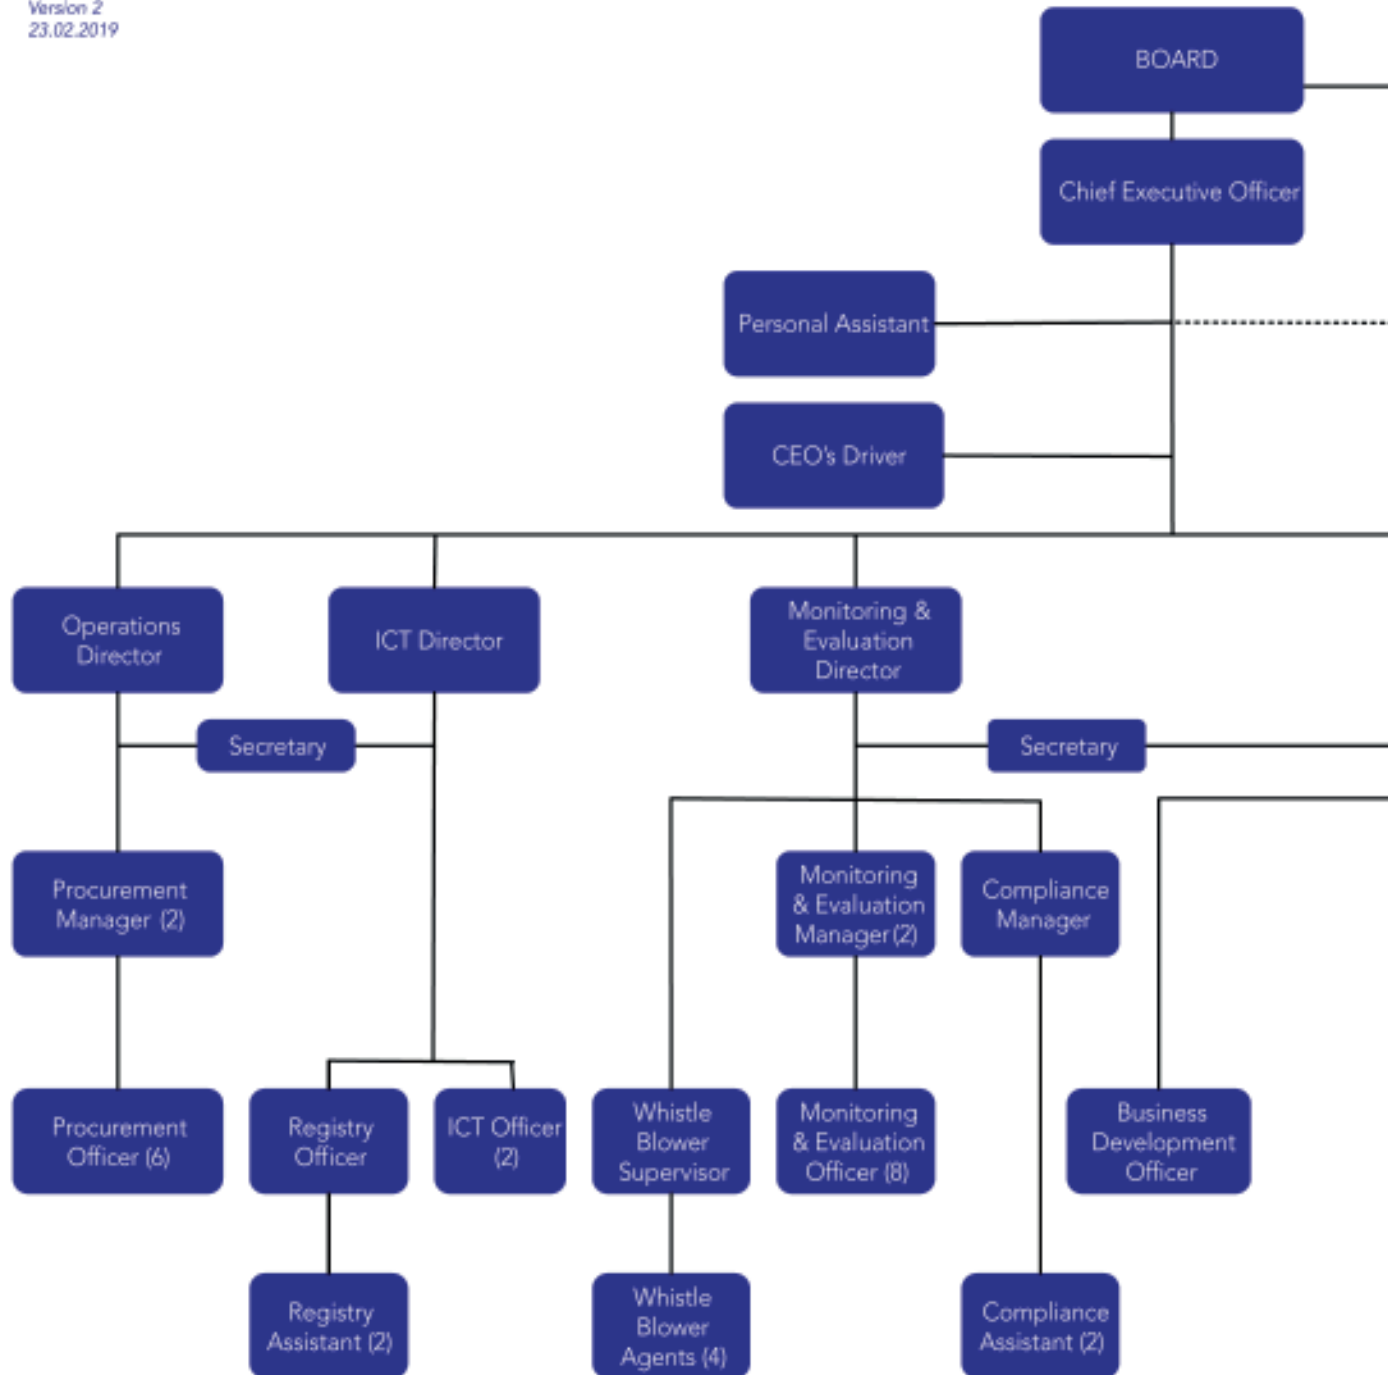 Version 2
23.02.2019
BOARD
Chief Executive Officer
Personal Assistant
CEO's Driver
Operations
Director
ICT Director
Monitoring &
Evaluation
Director
Secretary
Secretary
Procurement
Manager (2)
Monitoring
& Evaluation
Manager (2)
Compliance
Manager
Procurement
Officer (6)
Registry
Officer
ICT Officer
(2)
Whistle
Blower
Supervisor
Monitoring
& Evaluation
Officer (8)
Business
Development
Officer
Registry
Assistant (2)
Whistle
Blower
Agents (4)
Compliance
Assistant (2)